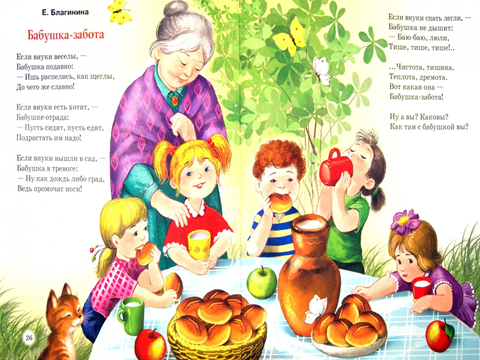 Е. Благинина
Бабушка-забота
Если внуки веселы, —
Бабушка подавно:
— Ишь распелись, как щеглы,
До чего же славно!
Если внуки есть хотят, —
Бабушке отрада:
— Пусть сидят, пусть едят,
Подрастать им надо!
Если внуки вышли в сад, —
Бабушка в тревоге:
— Ну как дождь либо град,
Ведь промочат ноги!
Если внуки спать легли, —
Бабушка не дышит:
— Баю-баю, люли,
Тише, тише, тише!..
...Чистота, тишина,
Теплота, дремота.
Вот какая она —
Бабушка-забота!
Ну а вы? Каковы?
Как там с бабушкой вы?
26